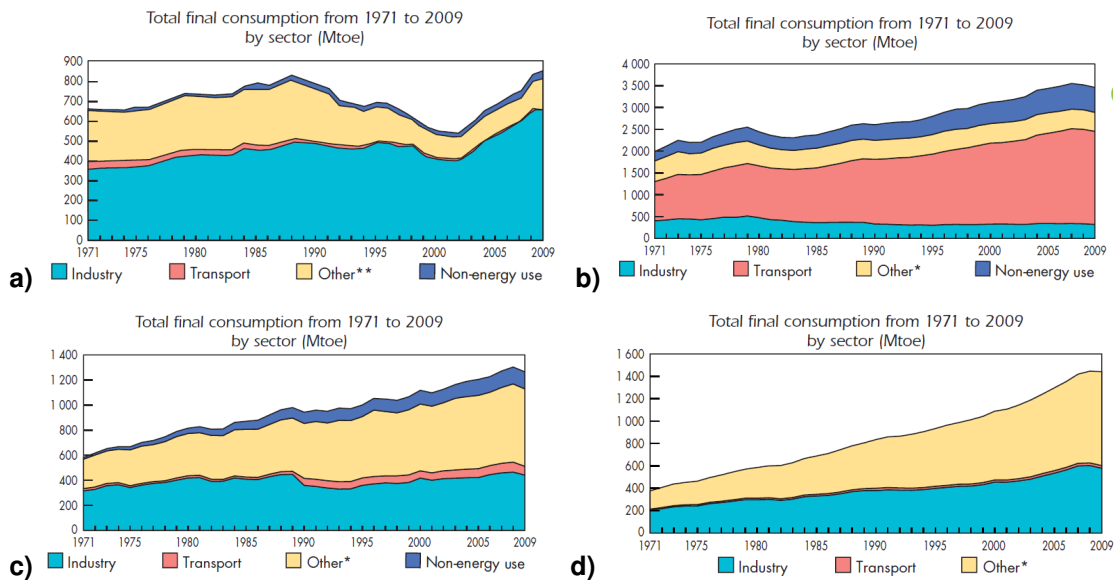 Total final consumption from 1971 to 2009
by sector (Mtoe)
900
800
700
600
500
400
300
200
100
0
1971 1975 1980 1985 1990 1995 2000 2005 2009
a) Industry Transport Other** Non-energy use
Total final consumption from 1971 to 2009
by sector (Mtoe)
4 000
3 500
3 000
2 500
2 000
1 500
1 000
500
0
1971 1975 1980 1985 1990 1995 2000 2005 2009
b) Industry Transport Other* Non-energy use
Total final consumption from 1971 to 2009
by sector (Mtoe)
1 400
1 200
1 000
800
600
400
200
0
1971 1975 1980 1985 1990 1995 2000 2005 2009
c) Industry Transport Other* Non-energy use
Total final consumption from 1971 to 2009
by sector (Mtoe)
1 600
1 400
1 200
1 000
800
600
400
200
0
1971 1975 1980 1985 1990 1995 2000 2005 2009
d) Industry Transport Other*